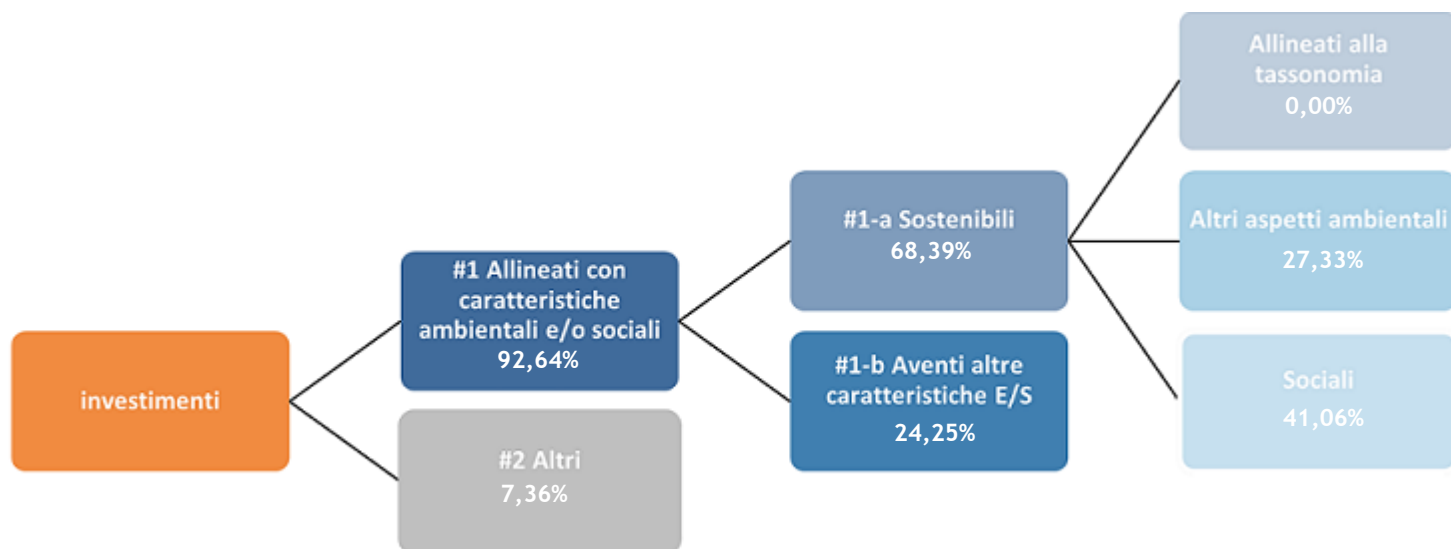 investimenti
#1 Allineati con
caratteristiche
ambientali e/o sociali
92,64%
#2 Altri
7,36%
#1-a Sostenibili
68,39%
#1-b Aventi altre
caratteristiche E/S
24,25%
Allineati alla
tassonomia
0,00%
Altri aspetti ambientali
27,33%
Sociali
41,06%